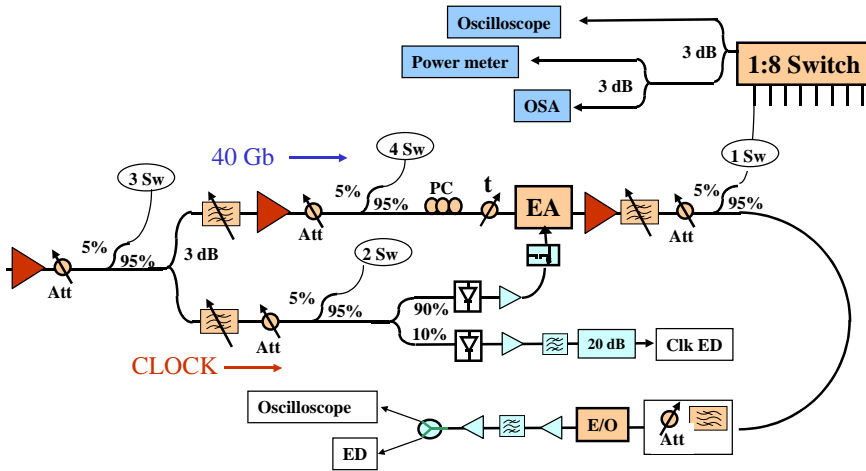 Oscilloscope
3 dB
Power meter
1:8 Switch
3 dB
OSA
40 Gb
4 Sw
1 Sw
3 Sw
5%
PC
t
5%
95%
EA
95%
5%
Att
3 dB
Att
95%
2 Sw
Att
5%
95%
90%
10%
Att
20 dB
Clk ED
CLOCK
Oscilloscope
E/O
Att
ED